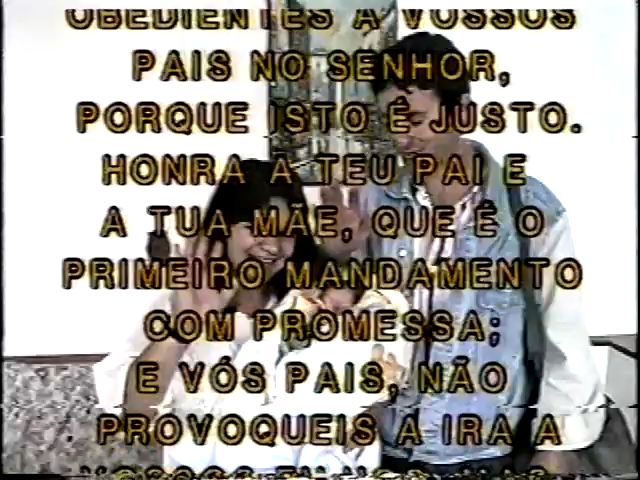 OBEDIENTES A VOSSOS
PAIS NO SENHOR,
PORQUE ISTO É JUSTO.
HONRA A TEU PAI E
A TUA MÃE, QUE É O
PRIMEIRO MANDAMENTO
COM PROMESSA;
E VÓS PAIS, NÃO
PROVOQUEIS A IRA A
VOSSOS